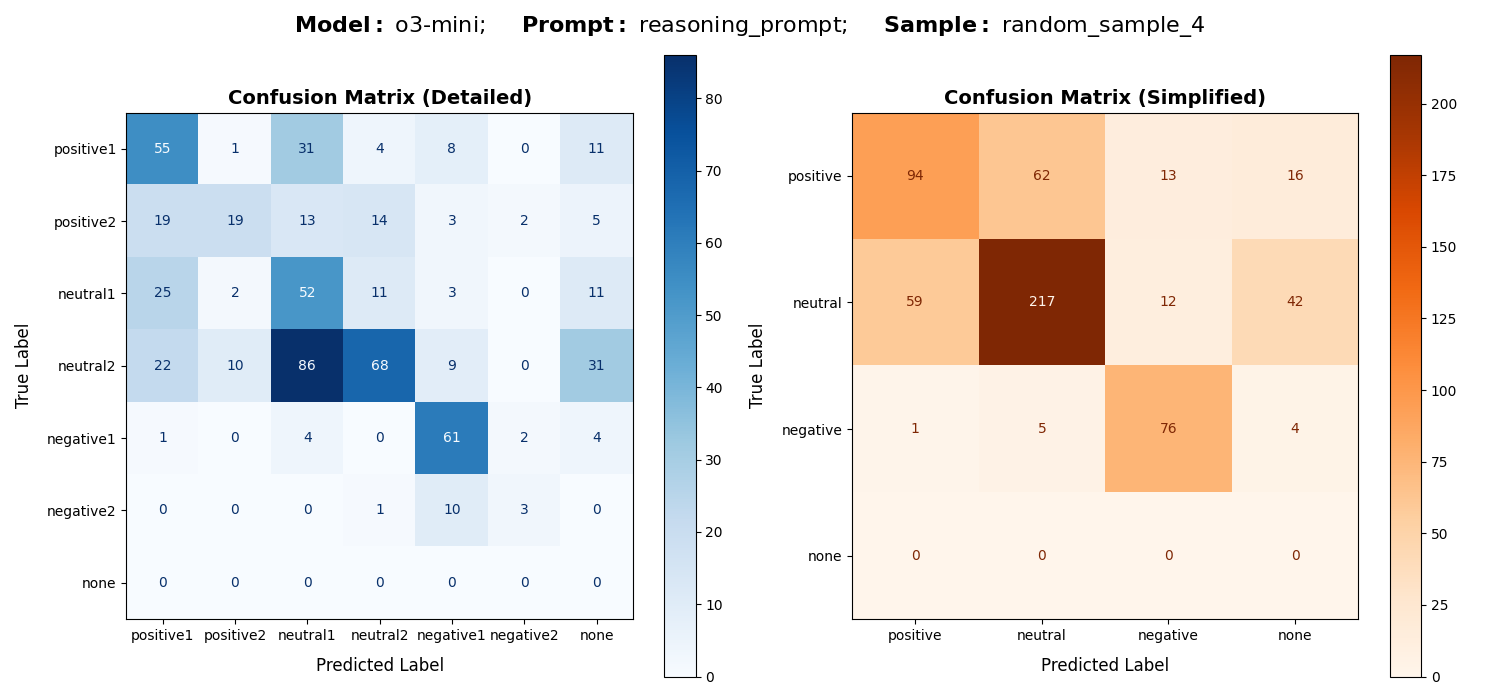 Model: o3-mini; Prompt: reasoning_prompt; Sample: random_sample_4
Confusion Matrix (Detailed)
True Label
positive1 55 1 31 4 8 0 11
positive2 19 19 13 14 3 2 5
neutral1 25 2 52 11 3 0 11
neutral2 22 10 86 68 9 0 31
negative1 1 0 4 0 61 2 4
negative2 0 0 0 1 10 3 0
none 0 0 0 0 0 0 0
positive1 positive2 neutral1 neutral2 negative1 negative2 none
Predicted Label
80
70
60
50
40
30
20
10
0
Confusion Matrix (Simplified)
True Label
positive 94 62 13 16
neutral 59 217 12 42
negative 1 5 76 4
none 0 0 0 0
positive neutral negative none
Predicted Label
200
175
150
125
100
75
50
25
0